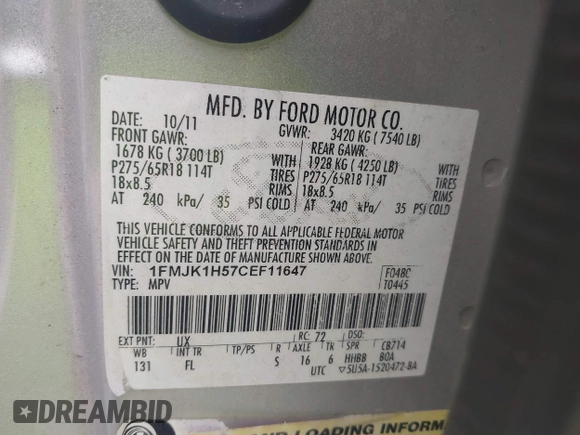 MFD. BY FORD MOTOR CO.
DATE: 10/11 GVWR: 3420 KG ( 7540 LB)
FRONT GAWR: REAR GAWR:
1678 KG ( 3700 LB) 1928 KG ( 4250 LB)
P275/65R18 114T TIRES P275/65R18 114T TIRES
18x8.5 RIMS 18x8.5 RIMS
AT 240 kPa/ 35 PSI COLD AT 240 kPa/ 35 PSI COLD
THIS VEHICLE CONFORMS TO ALL APPLICABLE FEDERAL MOTOR
VEHICLE SAFETY AND THEFT PREVENTION STANDARDS IN
EFFECT ON THE DATE OF MANUFACTURE SHOWN ABOVE.
VIN: 1FMJK1H57CEF11647 F048C
TYPE: MPV T0445
EXT PNT: UX RC: 72 DSO:
WB INT TR TP/PS R AXLE TR SPR CB714
131 FL S 16 6 HHBB BOA
UTC 5U5A-1520472-BA
AND LOADING INFORMA
DREAMBID